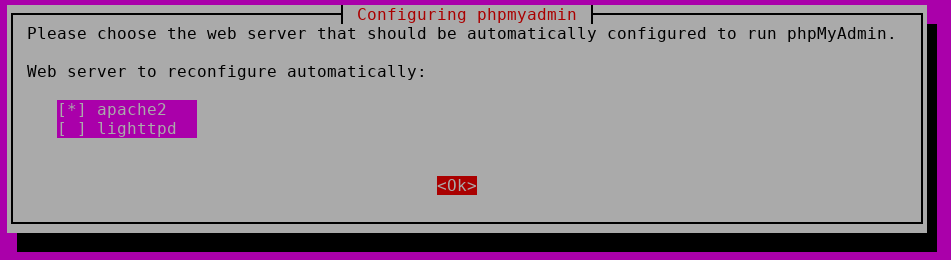 Configuring phpmyadmin
Please choose the web server that should be automatically configured to run phpMyAdmin.
Web server to reconfigure automatically:
[*] apache2
[ ] lighttpd
<Ok>